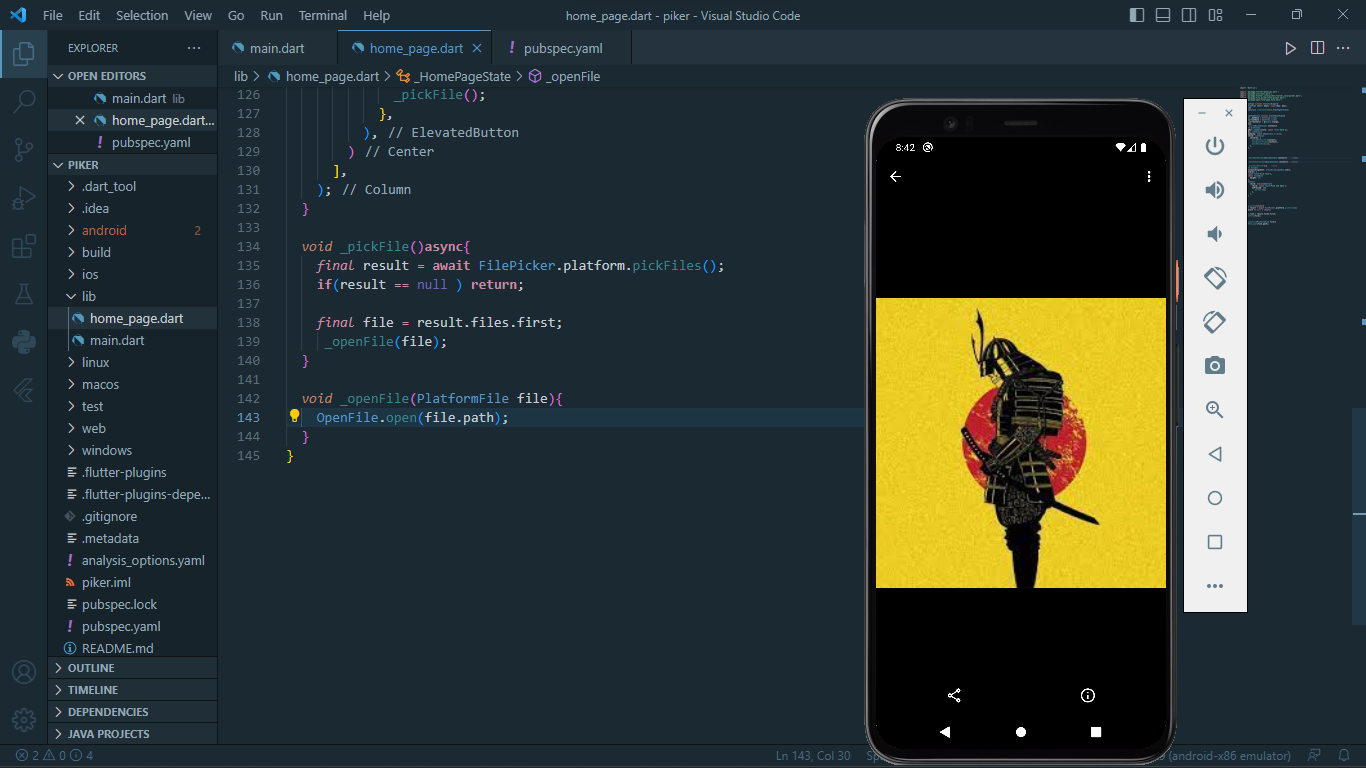 File Edit Selection View Go Run Terminal Help
home_page.dart - piker - Visual Studio Code
EXPLORER
OPEN EDITORS
main.dart lib
home_page.dart...
pubspec.yaml
PIKER
.dart_tool
.idea
android 2
build
ios
lib
home_page.dart
main.dart
linux
macos
test
web
windows
.flutter-plugins
.flutter-plugins-depe...
.gitignore
.metadata
analysis_options.yaml
piker.iml
pubspec.lock
pubspec.yaml
README.md
OUTLINE
TIMELINE
DEPENDENCIES
JAVA PROJECTS
main.dart home_page.dart pubspec.yaml
lib > home_page.dart > _HomePageState > _openFile
126 _pickFile();
127 },
128 ), // ElevatedButton
129 ) // Center
130 ],
131 ); // Column
132 }
133
134 void _pickFile()async{
135 final result = await FilePicker.platform.pickFiles();
136 if(result == null ) return;
137
138 final file = result.files.first;
139 _openFile(file);
140 }
141
142 void _openFile(PlatformFile file){
143 OpenFile.open(file.path);
144 }
145 }
8:42
2 0 4
Ln 143, Col 30
(android-x86 emulator)